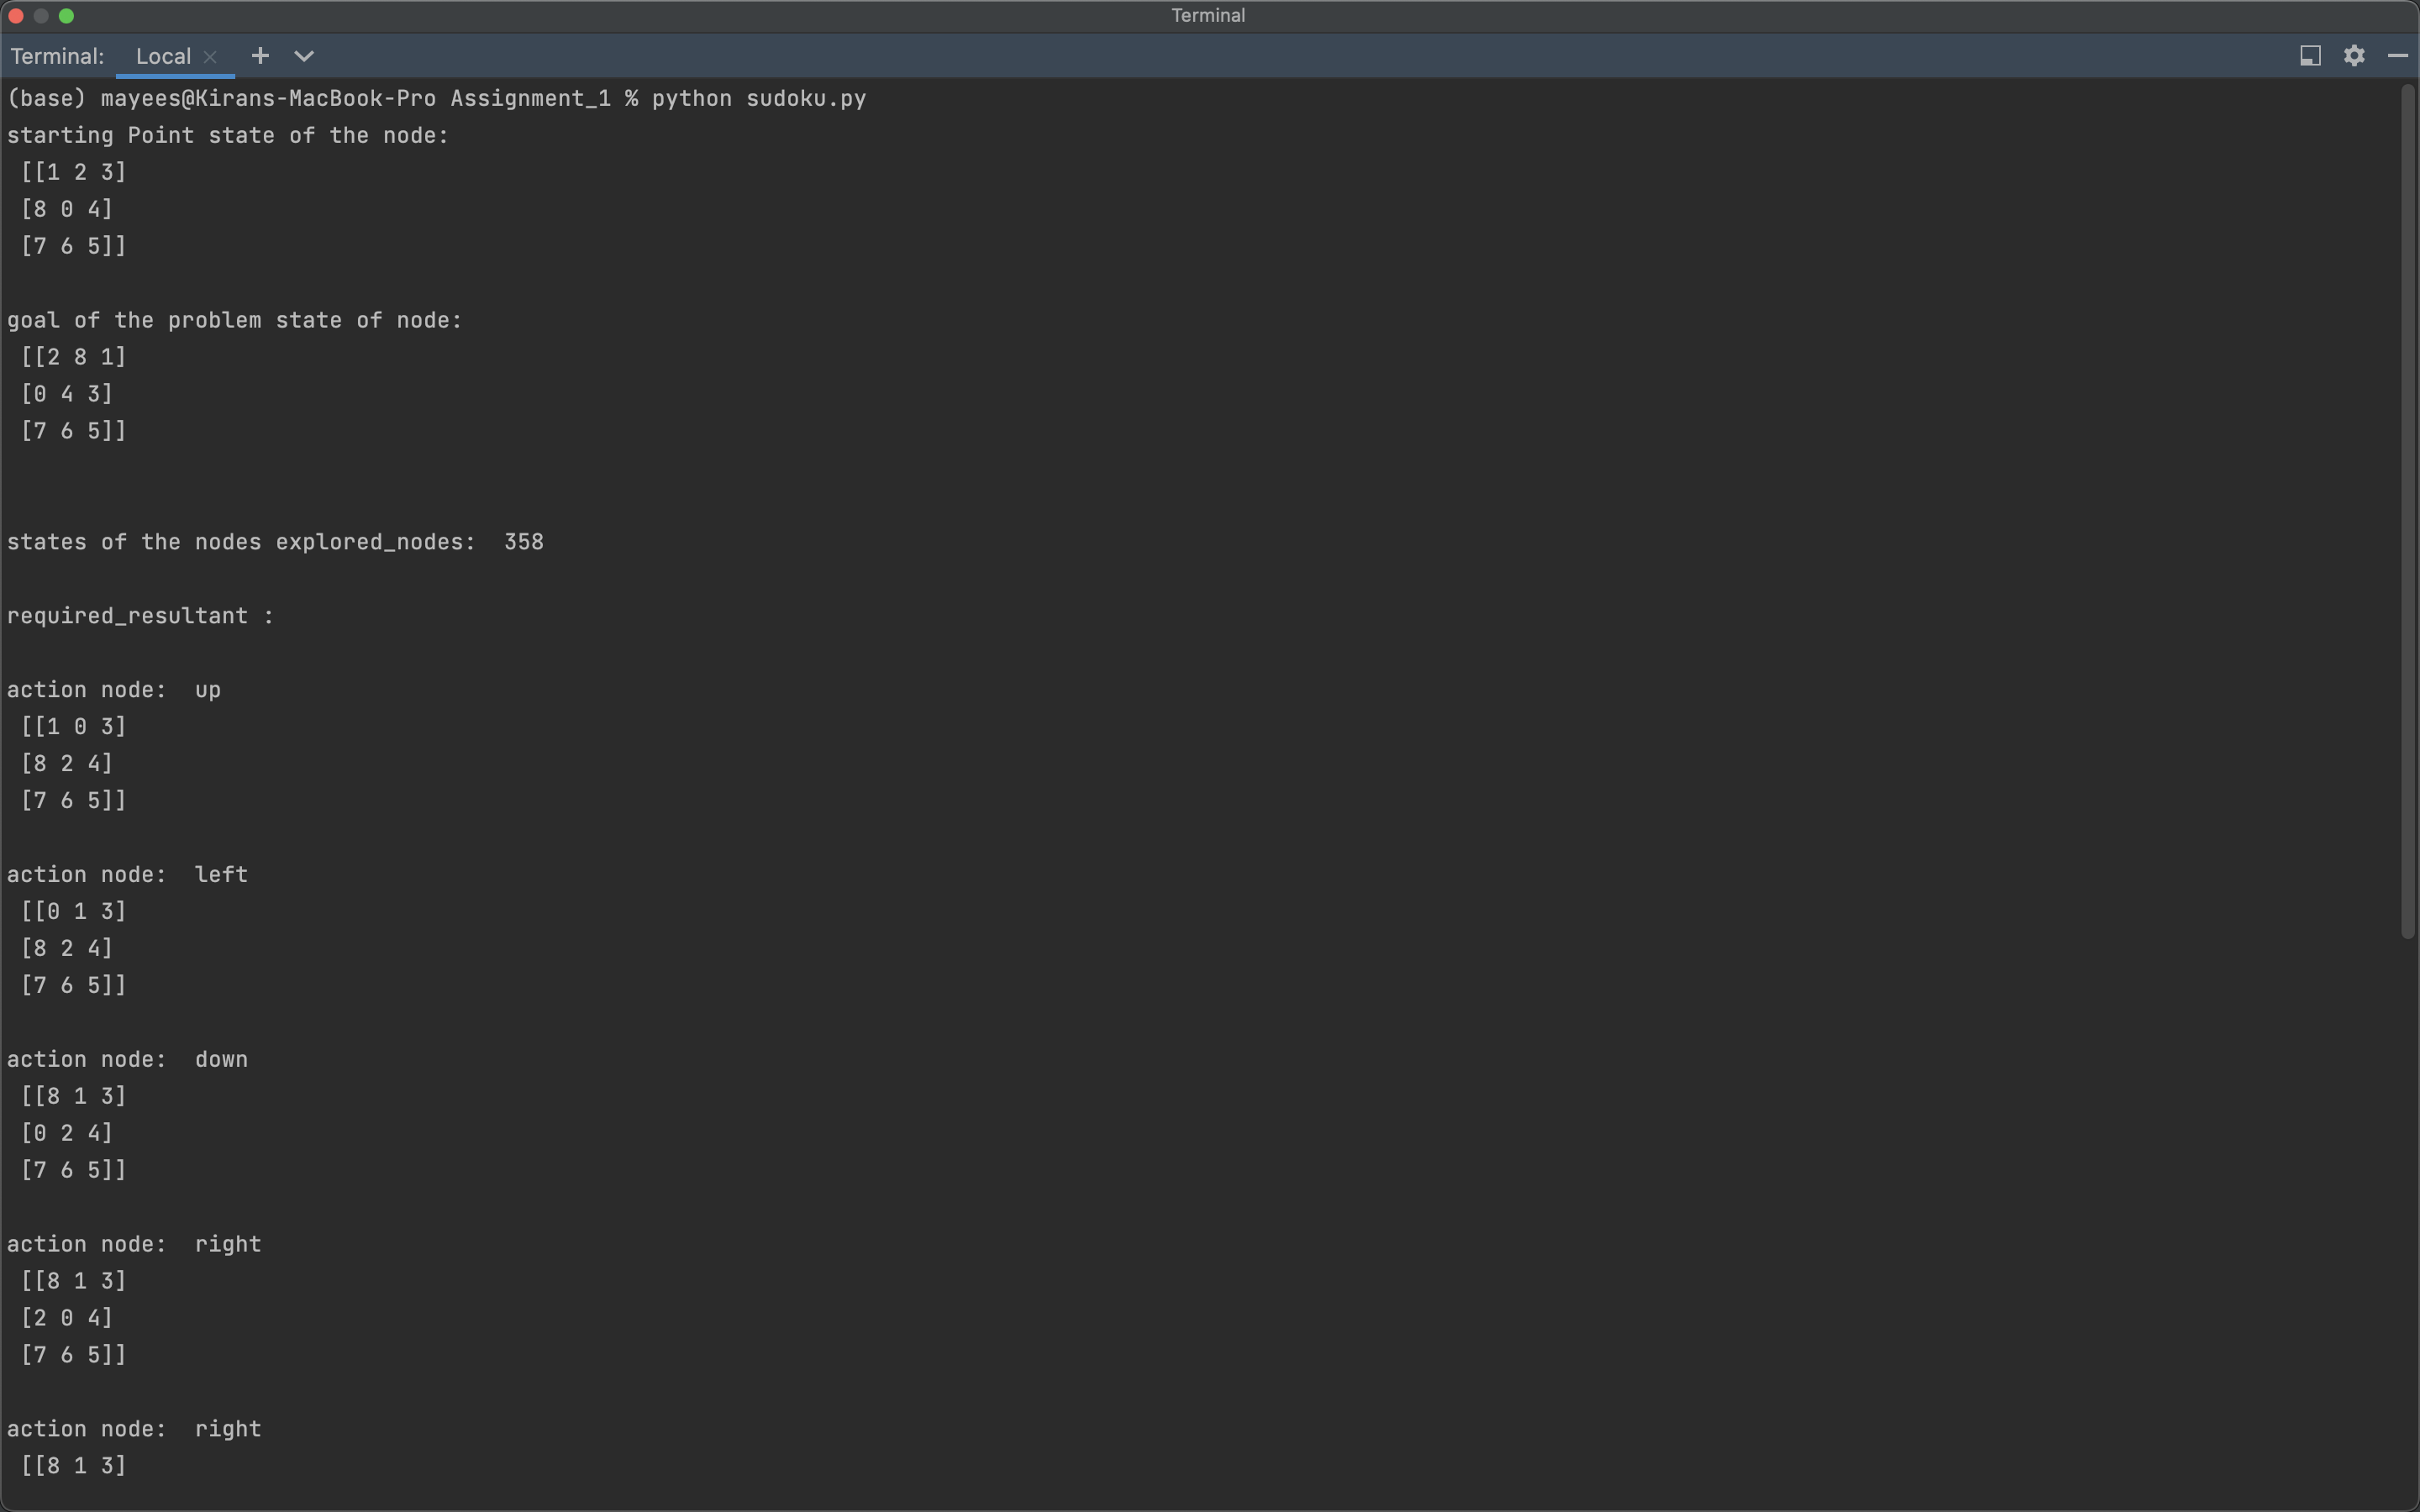 Terminal
Terminal: Local
(base) mayees@Kirans-MacBook-Pro Assignment_1 % python sudoku.py
starting Point state of the node:
[[1 2 3]
[8 0 4]
[7 6 5]]
goal of the problem state of node:
[[2 8 1]
[0 4 3]
[7 6 5]]
states of the nodes explored_nodes:  358
required_resultant :
action node:  up
[[1 0 3]
[8 2 4]
[7 6 5]]
action node:  left
[[0 1 3]
[8 2 4]
[7 6 5]]
action node:  down
[[8 1 3]
[0 2 4]
[7 6 5]]
action node:  right
[[8 1 3]
[2 0 4]
[7 6 5]]
action node:  right
[[8 1 3]